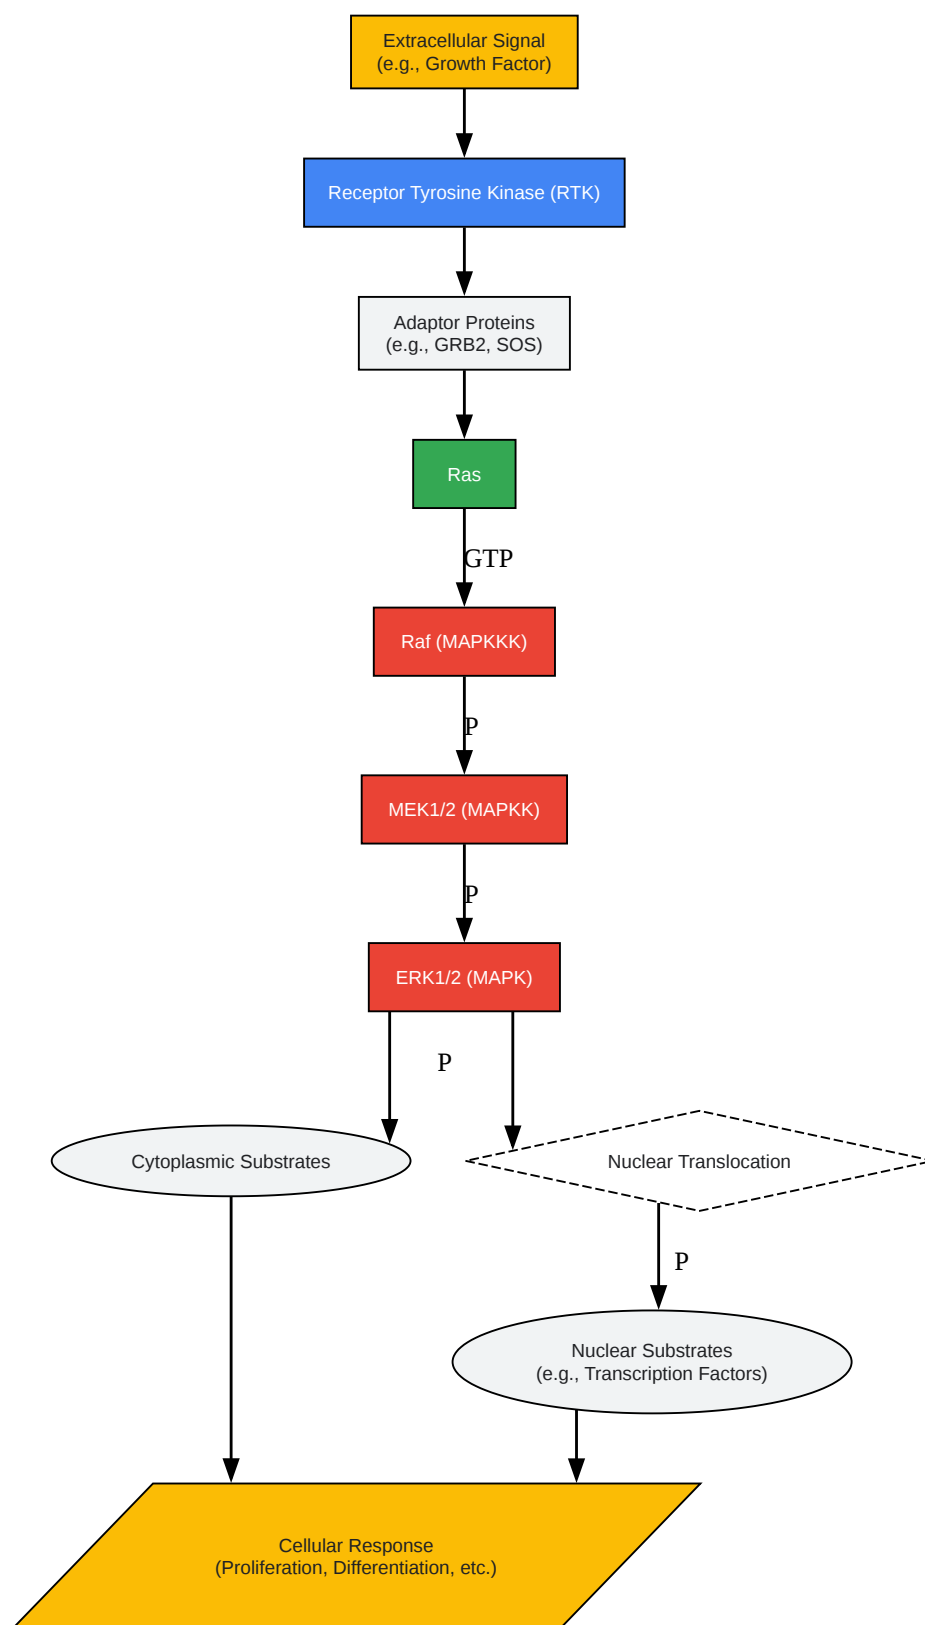 Extracellular Signal
(e.g., Growth Factor)
Receptor Tyrosine Kinase (RTK)
Adaptor Proteins
(e.g., GRB2, SOS)
Ras
GTP
Raf (MAPKKK)
P
MEK1/2 (MAPKK)
P
ERK1/2 (MAPK)
P
Cytoplasmic Substrates
Nuclear Translocation
P
Nuclear Substrates
(e.g., Transcription Factors)
Cellular Response
(Proliferation, Differentiation, etc.)